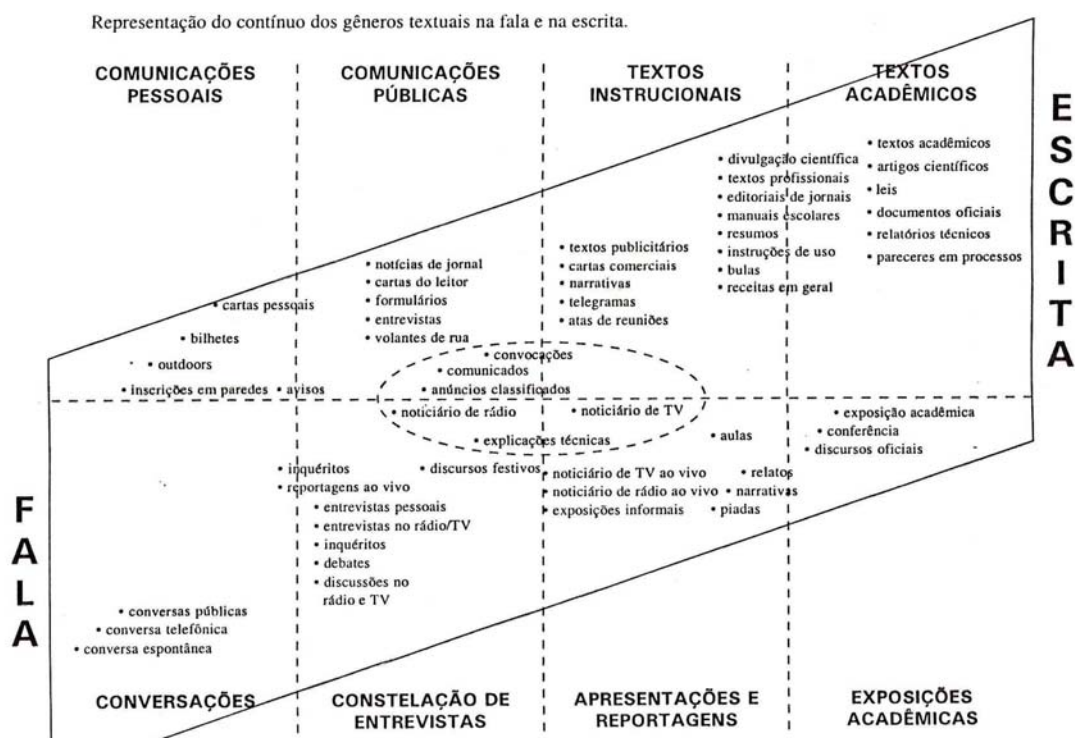 Representação do contínuo dos gêneros textuais na fala e na escrita.
COMUNICAÇÕES
PESSOAIS
COMUNICAÇÕES
PÚBLICAS
TEXTOS
INSTRUCIONAIS
TEXTOS
ACADÊMICOS
ESCRITA
• cartas pessoais
• bilhetes
• outdoors
• inscrições em paredes
• avisos
• notícias de jornal
• cartas do leitor
• formulários
• entrevistas
• volantes de rua
• textos publicitários
• cartas comerciais
• narrativas
• telegramas
• atas de reuniões
• divulgação científica
• textos profissionais
• editoriais de jornais
• manuais escolares
• resumos
• instruções de uso
• bulas
• receitas em geral
• textos acadêmicos
• artigos científicos
• leis
• documentos oficiais
• relatórios técnicos
• pareceres em processos
• convocações
• comunicados
• anúncios classificados
• noticiário de rádio
• noticiário de TV
• explicações técnicas
• aulas
• exposição acadêmica
• conferência
• discursos oficiais
• inquéritos
• reportagens ao vivo
• discursos festivos
• entrevistas pessoais
• entrevistas no rádio/TV
• inquéritos
• debates
• discussões no
rádio e TV
• noticiário de TV ao vivo
• noticiário de rádio ao vivo
• exposições informais
• relatos
• narrativas
• piadas
FALA
• conversas públicas
• conversa telefônica
• conversa espontânea
CONVERSAÇÕES
CONSTELAÇÃO DE
ENTREVISTAS
APRESENTAÇÕES E
REPORTAGENS
EXPOSIÇÕES
ACADÊMICAS